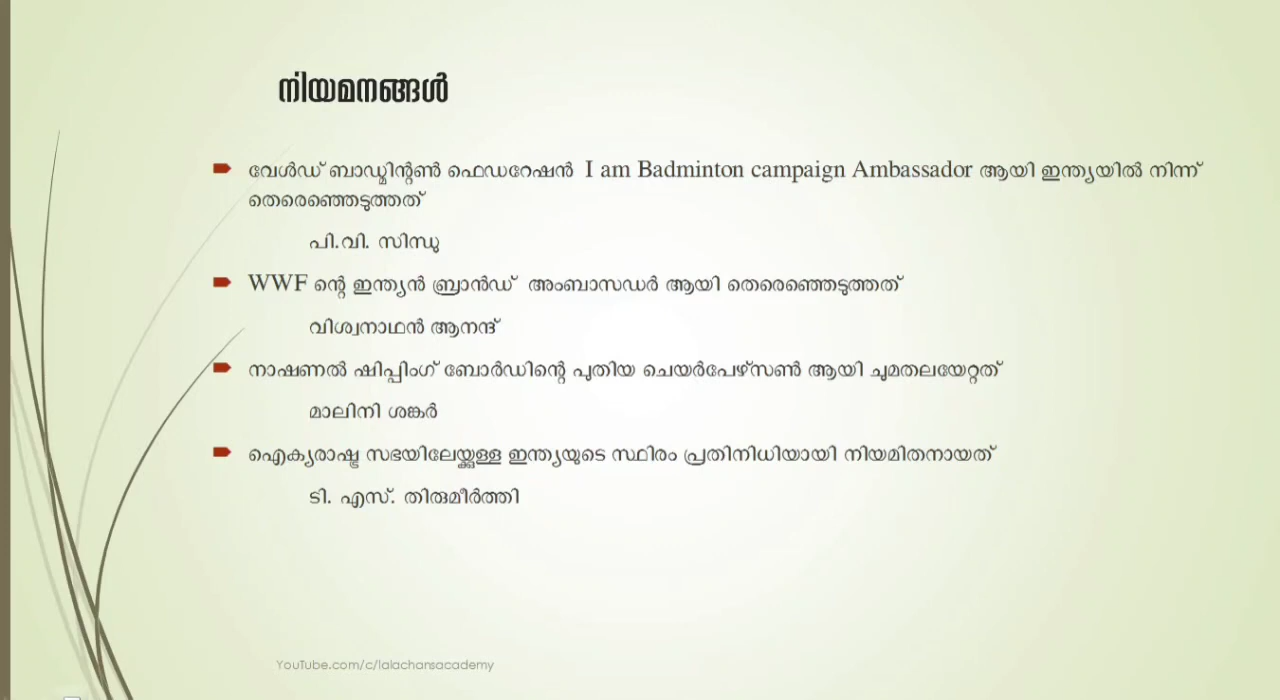 നിയമനങ്ങൾ
വേൾഡ് ബാഡ്മിന്റൺ ഫെഡറേഷൻ I am Badminton campaign Ambassador ആയി ഇന്ത്യയിൽ നിന്ന്
തെരെഞ്ഞെടുത്തത്
പി.വി. സിന്ധു
WWF ന്റെ ഇന്ത്യൻ ബ്രാൻഡ് അംബാസഡർ ആയി തെരെഞ്ഞെടുത്തത്
വിശ്വനാഥൻ ആനന്ദ്
നാഷണൽ ഷിപ്പിംഗ് ബോർഡിന്റെ പുതിയ ചെയർപേഴ്സൺ ആയി ചുമതലയേറ്റത്
മാലിനി ശങ്കർ
ഐക്യരാഷ്ട്ര സഭയിലേയ്ക്കുള്ള ഇന്ത്യയുടെ സ്ഥിരം പ്രതിനിധിയായി നിയമിതനായത്
ടി. എസ്. തിരുമീർത്തി
YouTube.com/c/lalachansacademy